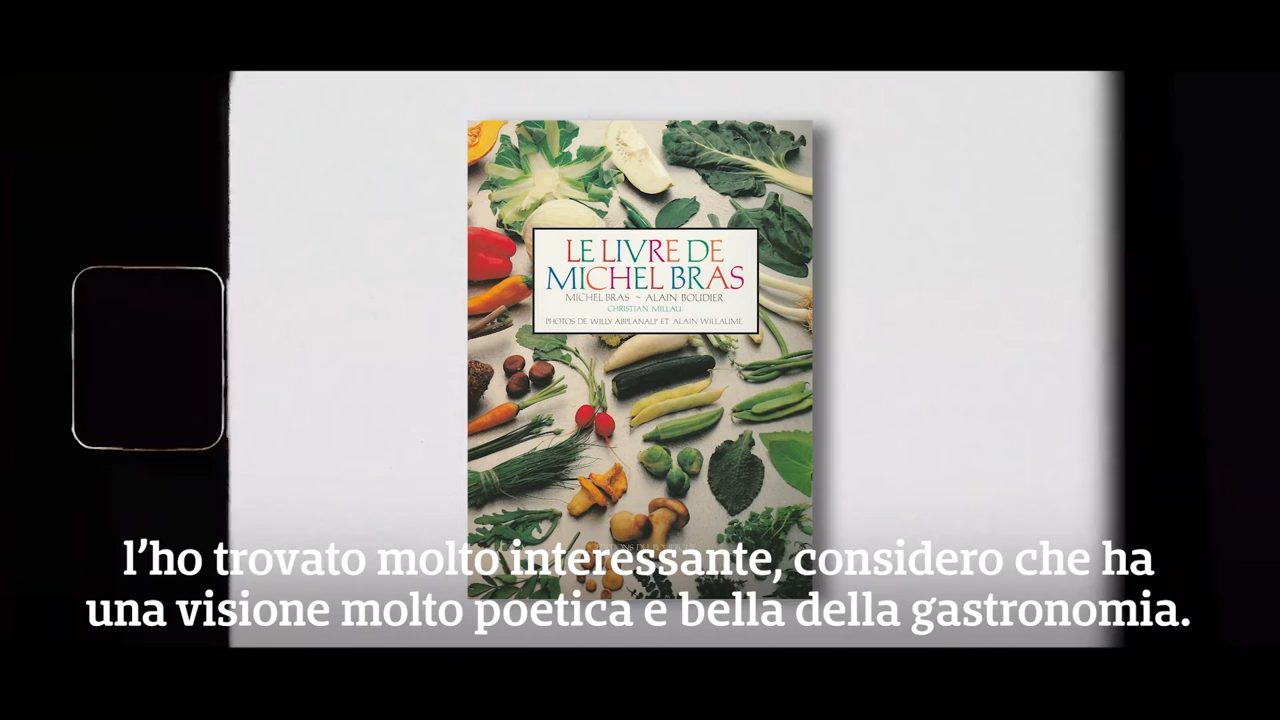 LE LIVRE DE
MICHEL BRAS
MICHEL BRAS ~ ALAIN BOUDIER
CHRISTIAN MILLAU
PHOTOS DE WILLY ABPLANALP ET ALAIN WILLAUME
l’ho trovato molto interessante, considero che ha
una visione molto poetica e bella della gastronomia.